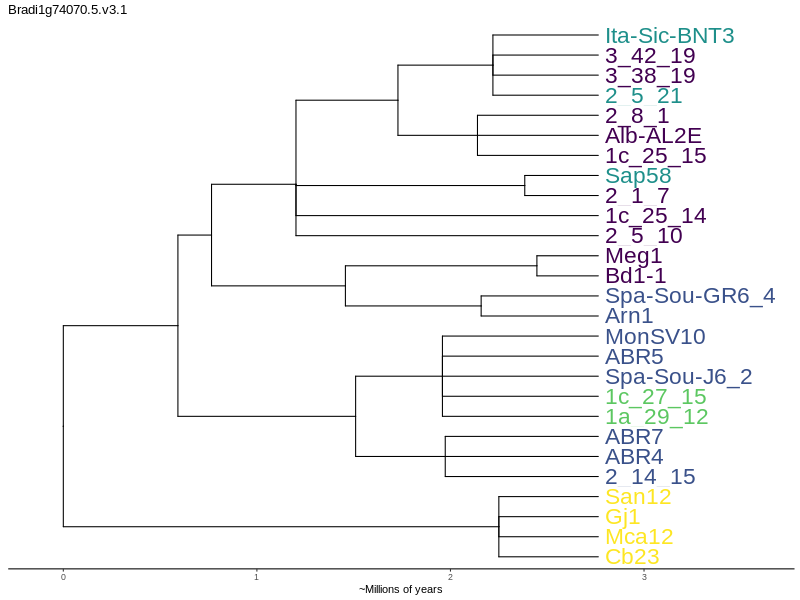 Bradi1g74070.5.v3.1
Ita-Sic-BNT3
3_42_19
3_38_19
2_5_21
2_8_1
Alb-AL2E
1c_25_15
Sap58
2_1_7
1c_25_14
2_5_10
Meg1
Bd1-1
Spa-Sou-GR6_4
Arn1
MonSV10
ABR5
Spa-Sou-J6_2
1c_27_15
1a_29_12
ABR7
ABR4
2_14_15
San12
Gj1
Mca12
Cb23
0 1 2 3
~Millions of years